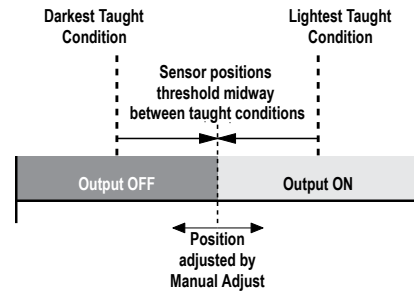 Darkest Taught
Condition
Lightest Taught
Condition
Sensor positions
threshold midway
between taught conditions
Output OFF
Output ON
Position
adjusted by
Manual Adjust